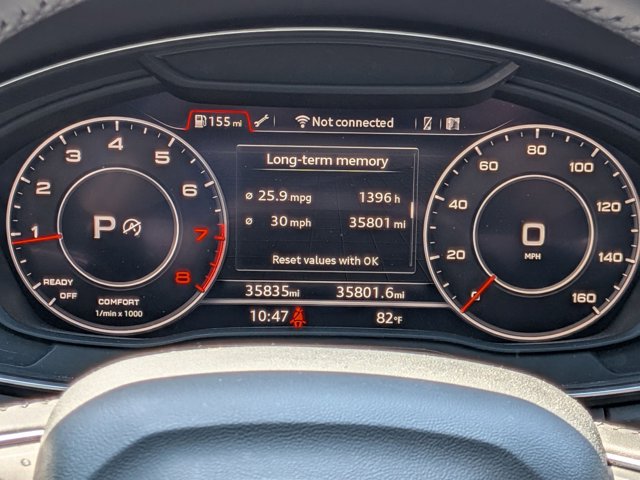 155 mi
Not connected
Long-term memory
ø 25.9 mpg 1396 h
ø 30 mph 35801 mi
Reset values with OK
35835mi 35801.6mi
10:47 82°F
1 2 3 4 5 6 7 8
P A
READY
OFF
COMFORT
1/min x 1000
0 20 40 60 80 100 120 140 160
0
MPH